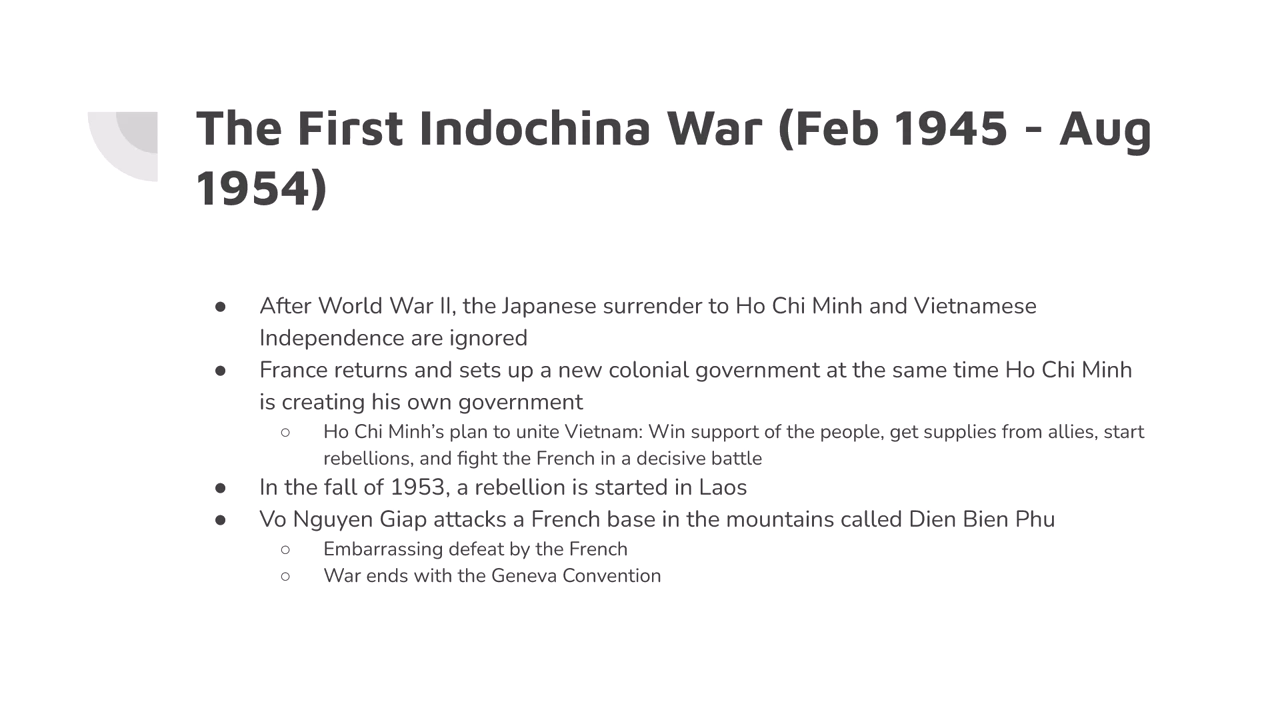 The First Indochina War (Feb 1945 - Aug
1954)
● After World War II, the Japanese surrender to Ho Chi Minh and Vietnamese
Independence are ignored
● France returns and sets up a new colonial government at the same time Ho Chi Minh
is creating his own government
○ Ho Chi Minh’s plan to unite Vietnam: Win support of the people, get supplies from allies, start
rebellions, and fight the French in a decisive battle
● In the fall of 1953, a rebellion is started in Laos
● Vo Nguyen Giap attacks a French base in the mountains called Dien Bien Phu
○ Embarrassing defeat by the French
○ War ends with the Geneva Convention